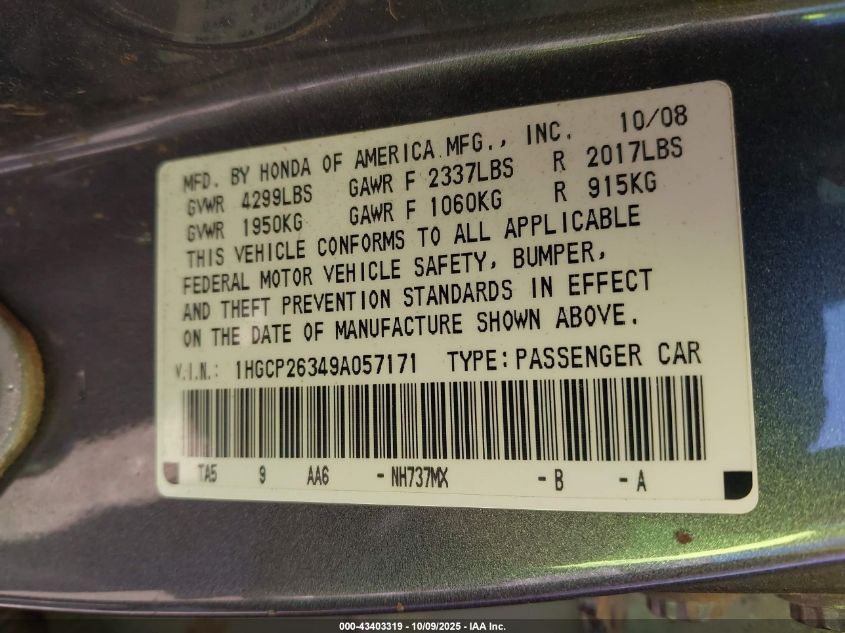 MFD. BY HONDA OF AMERICA MFG., INC. 10/08
GVWR 4299LBS GAWR F 2337LBS R 2017LBS
GVWR 1950KG GAWR F 1060KG R 915KG
THIS VEHICLE CONFORMS TO ALL APPLICABLE
FEDERAL MOTOR VEHICLE SAFETY, BUMPER,
AND THEFT PREVENTION STANDARDS IN EFFECT
ON THE DATE OF MANUFACTURE SHOWN ABOVE.
V.I.N.: 1HGCP26349A057171 TYPE: PASSENGER CAR
TA5 9 AA6 - NH737MX - B - A
000-43403319 - 10/09/2025 - IAA Inc.